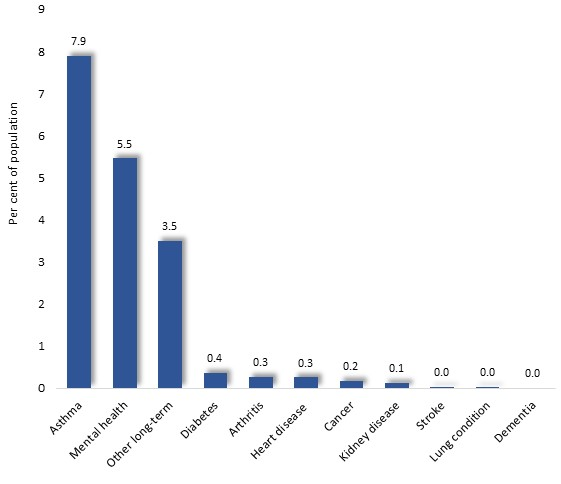 9
8
7
6
5
4
3
2
1
0
Per cent of population
7.9
5.5
3.5
0.4
0.3
0.3
0.2
0.1
0.0
0.0
0.0
Asthma
Mental health
Other long-term
Diabetes
Arthritis
Heart disease
Cancer
Kidney disease
Stroke
Lung condition
Dementia